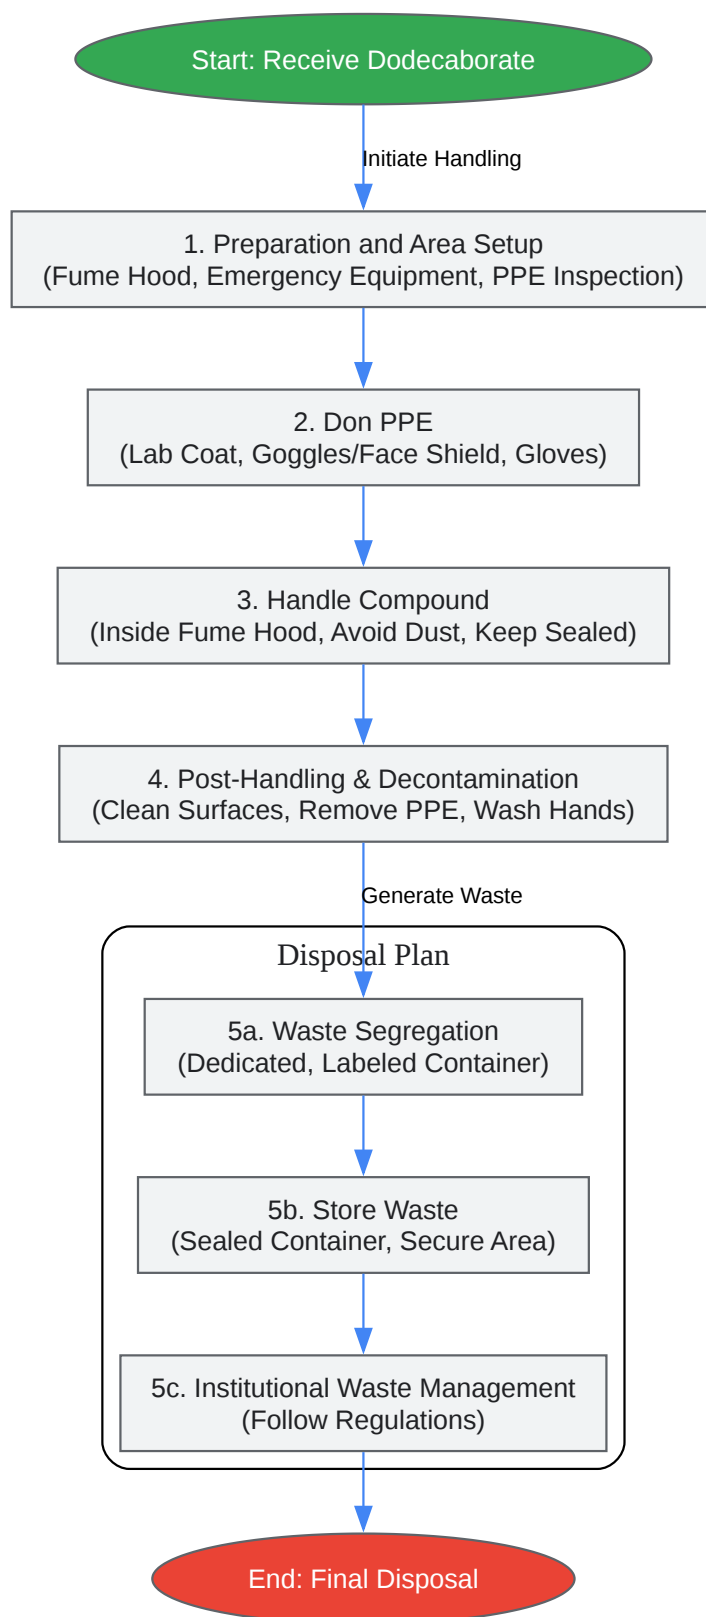 Start: Receive Dodecaborate
Initiate Handling
1. Preparation and Area Setup
(Fume Hood, Emergency Equipment, PPE Inspection)
2. Don PPE
(Lab Coat, Goggles/Face Shield, Gloves)
3. Handle Compound
(Inside Fume Hood, Avoid Dust, Keep Sealed)
4. Post-Handling & Decontamination
(Clean Surfaces, Remove PPE, Wash Hands)
Generate Waste
Disposal Plan
5a. Waste Segregation
(Dedicated, Labeled Container)
5b. Store Waste
(Sealed Container, Secure Area)
5c. Institutional Waste Management
(Follow Regulations)
End: Final Disposal